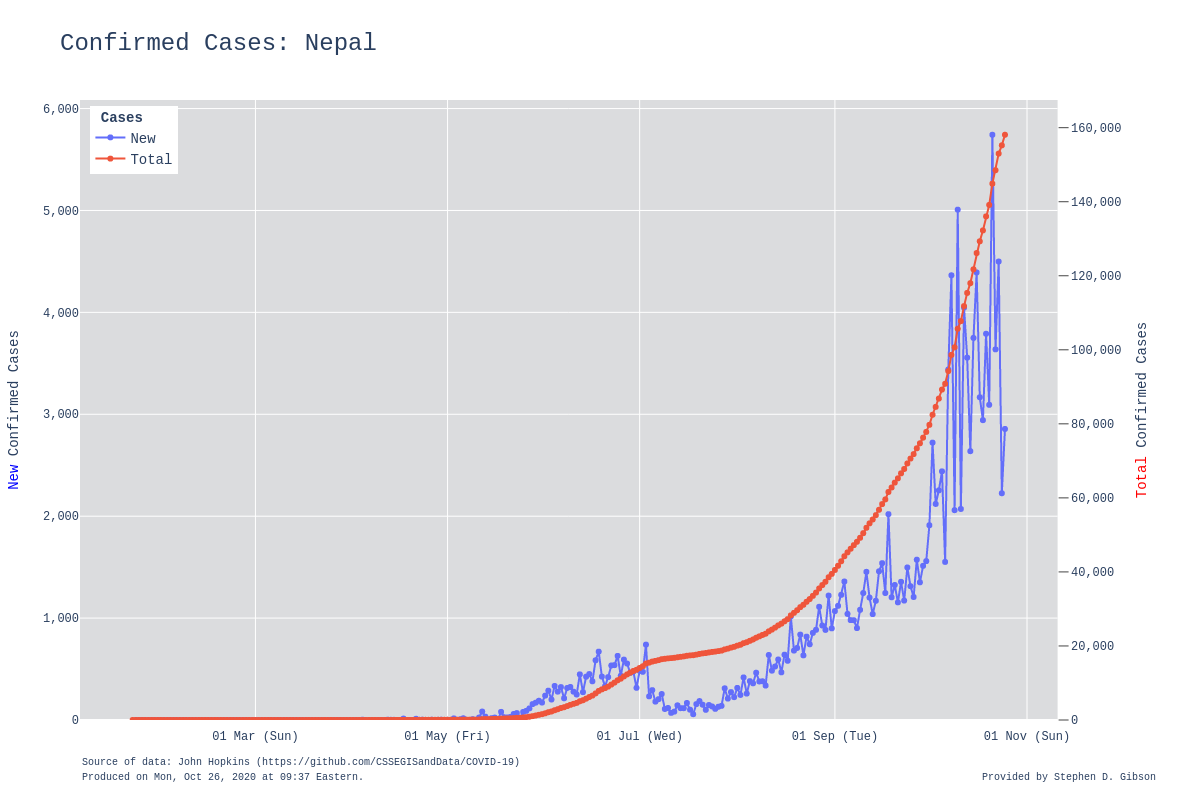 Confirmed Cases: Nepal
Cases
New
Total
6,000
5,000
4,000
3,000
2,000
1,000
0
160,000
140,000
120,000
100,000
80,000
60,000
40,000
20,000
0
New Confirmed Cases
Total Confirmed Cases
01 Mar (Sun)
01 May (Fri)
01 Jul (Wed)
01 Sep (Tue)
01 Nov (Sun)
Source of data: John Hopkins (https://github.com/CSSEGISandData/COVID-19)
Produced on Mon, Oct 26, 2020 at 09:37 Eastern.
Provided by Stephen D. Gibson